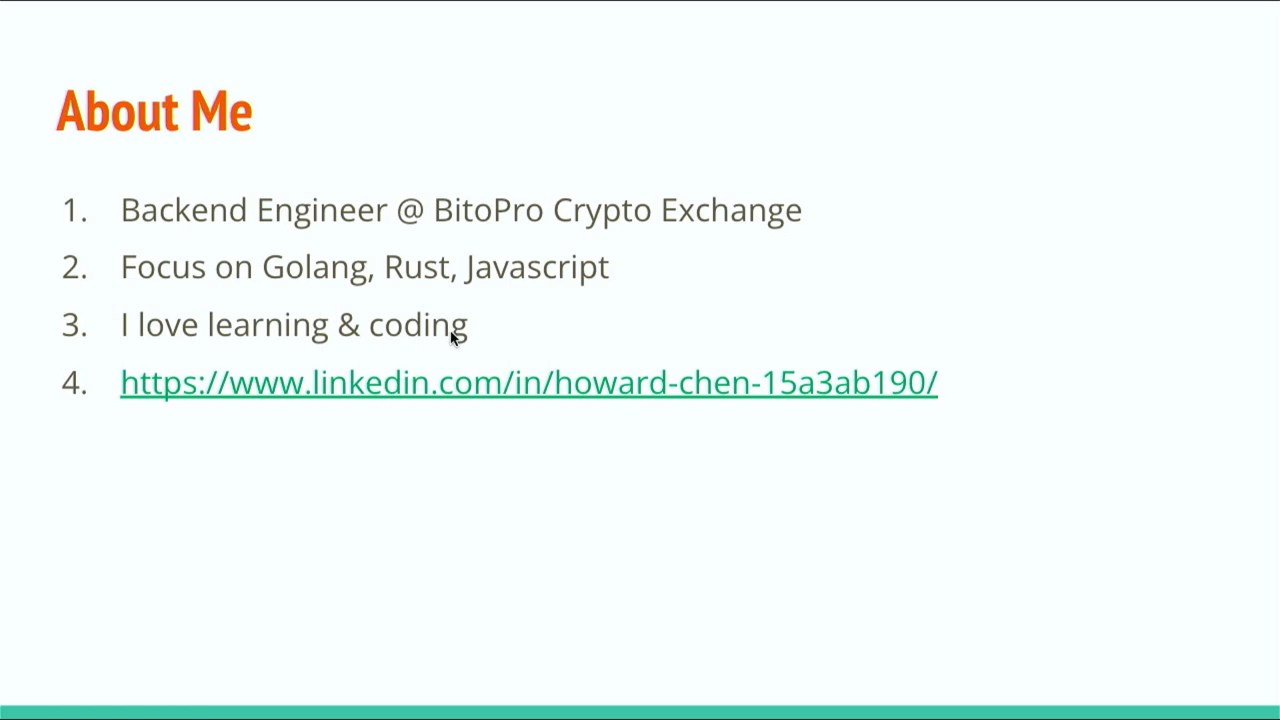 About Me
1. Backend Engineer @ BitoPro Crypto Exchange
2. Focus on Golang, Rust, Javascript
3. I love learning & coding
4. https://www.linkedin.com/in/howard-chen-15a3ab190/